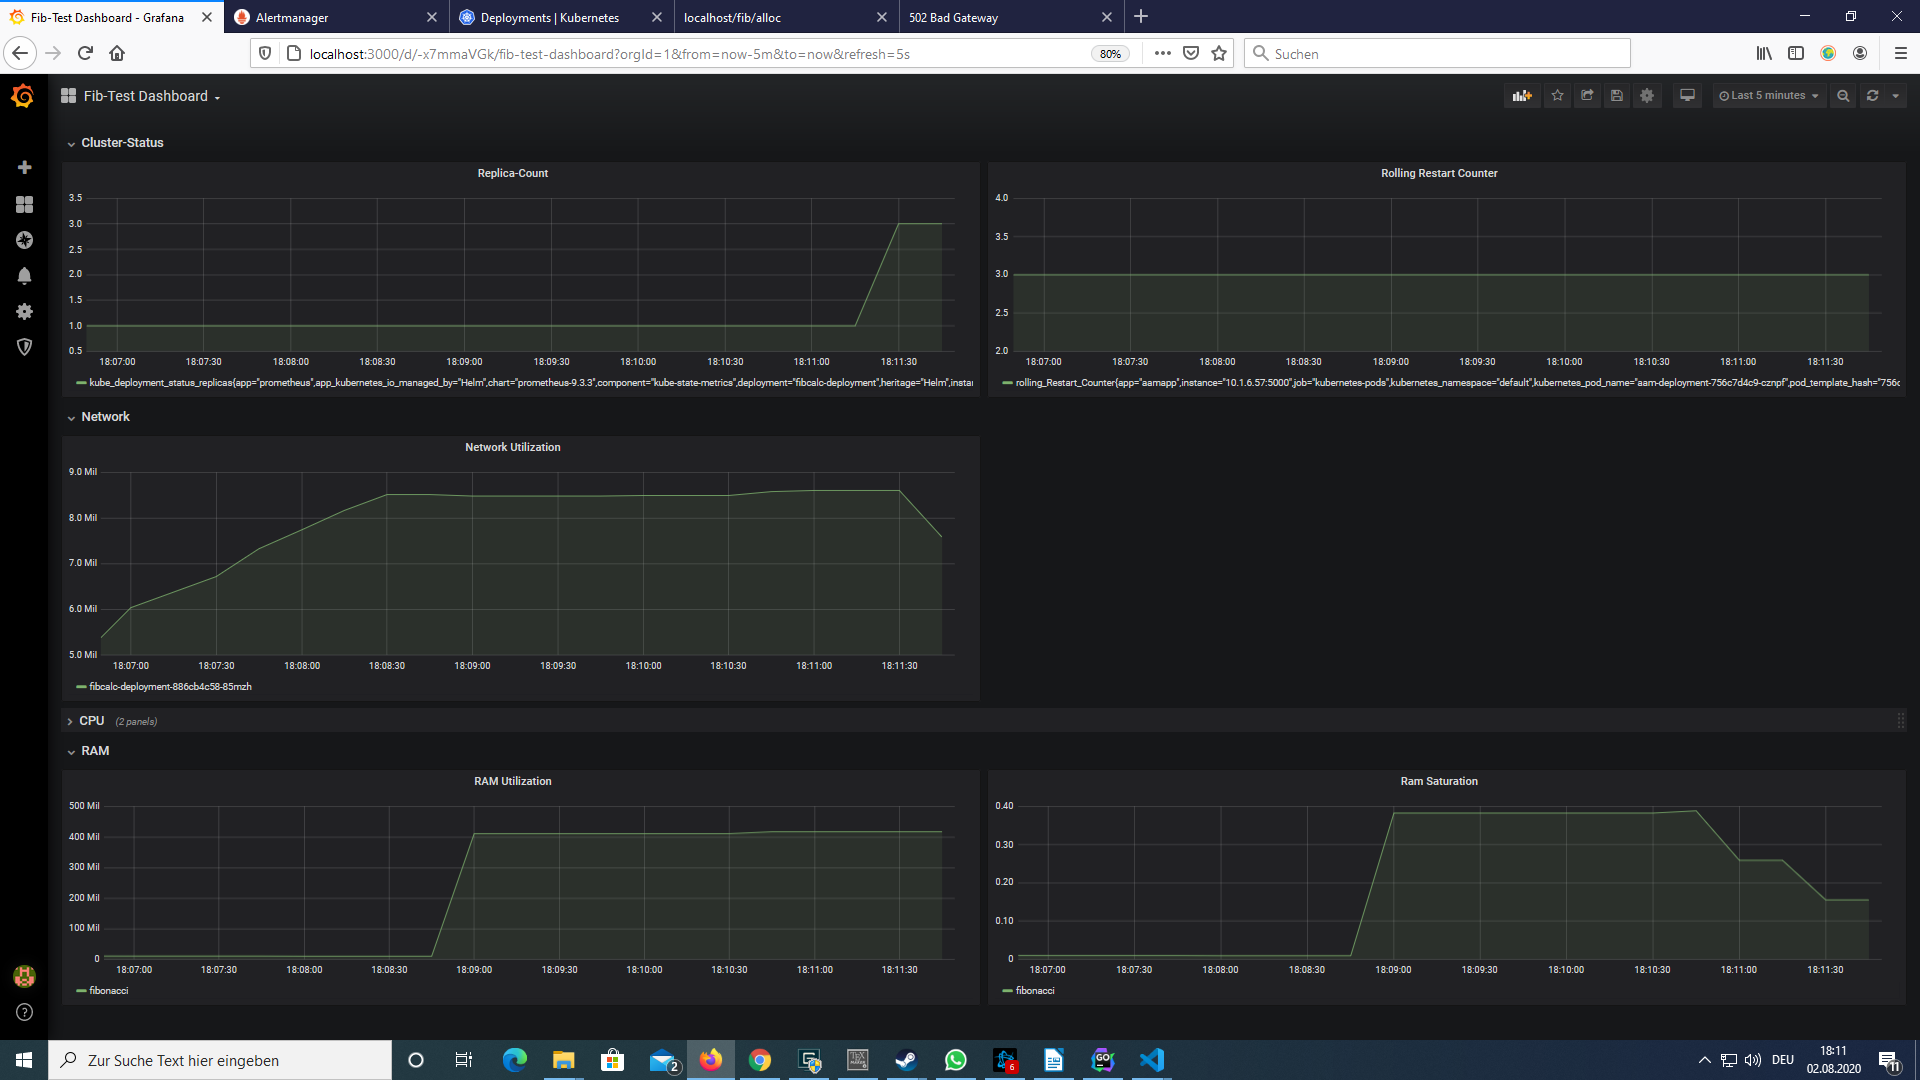 Fib-Test Dashboard - Grafana
Alertmanager
Deployments | Kubernetes
localhost/fib/alloc
502 Bad Gateway
localhost:3000/d/-x7mmaVGk/fib-test-dashboard?orgId=1&from=now-5m&to=now&refresh=5s
80%
Suchen
Fib-Test Dashboard
Last 5 minutes
Cluster-Status
Replica-Count
3.5
3.0
2.5
2.0
1.5
1.0
0.5
18:07:00 18:07:30 18:08:00 18:08:30 18:09:00 18:09:30 18:10:00 18:10:30 18:11:00 18:11:30
kube_deployment_status_replicas{app="prometheus",app_kubernetes_io_managed_by="Helm",chart="prometheus-9.3.3",component="kube-state-metrics",deployment="fibcalc-deployment",heritage="Helm",instar
Rolling Restart Counter
4.0
3.5
3.0
2.5
2.0
18:07:00 18:07:30 18:08:00 18:08:30 18:09:00 18:09:30 18:10:00 18:10:30 18:11:00 18:11:30
rolling_Restart_Counter{app="aamapp",instance="10.1.6.57:5000",job="kubernetes-pods",kubernetes_namespace="default",kubernetes_pod_name="aam-deployment-756c7d4c9-cznpf",pod_template_hash="756c
Network
Network Utilization
9.0 Mil
8.0 Mil
7.0 Mil
6.0 Mil
5.0 Mil
18:07:00 18:07:30 18:08:00 18:08:30 18:09:00 18:09:30 18:10:00 18:10:30 18:11:00 18:11:30
fibcalc-deployment-886cb4c58-85mzh
CPU (2 panels)
RAM
RAM Utilization
500 Mil
400 Mil
300 Mil
200 Mil
100 Mil
0
18:07:00 18:07:30 18:08:00 18:08:30 18:09:00 18:09:30 18:10:00 18:10:30 18:11:00 18:11:30
fibonacci
Ram Saturation
0.40
0.30
0.20
0.10
0
18:07:00 18:07:30 18:08:00 18:08:30 18:09:00 18:09:30 18:10:00 18:10:30 18:11:00 18:11:30
fibonacci
Zur Suche Text hier eingeben
2
6
GO
DEU
18:11
02.08.2020
11